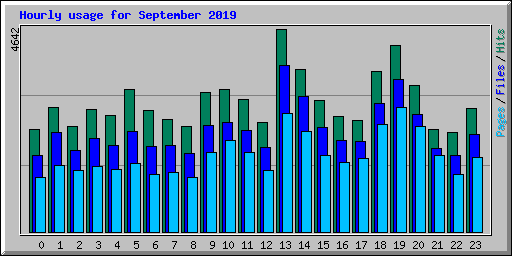 Hourly usage for September 2019
4642
Pages / Files / Hits
0 1 2 3 4 5 6 7 8 9 10 11 12 13 14 15 16 17 18 19 20 21 22 23